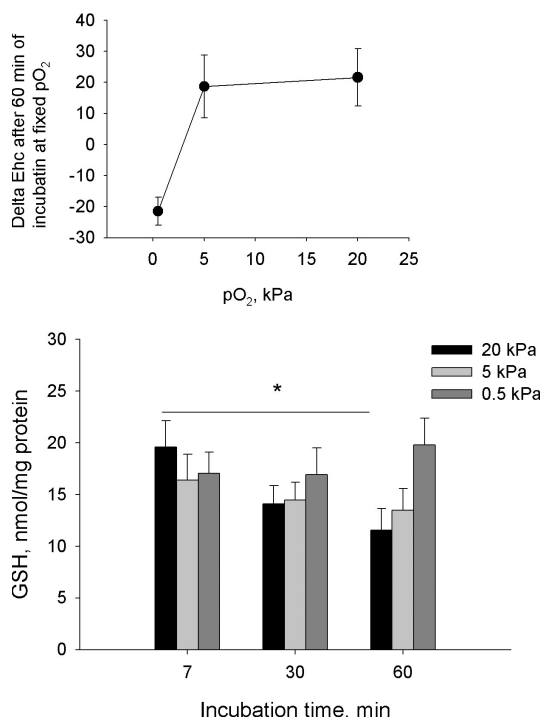 Delta Ehc after 60 min of
incubatin at fixed pO2
40
30
20
10
0
-10
-20
-30
0 5 10 15 20 25
pO2, kPa
GSH, nmol/mg protein
30
25
20
15
10
5
0
*
20 kPa
5 kPa
0.5 kPa
7 30 60
Incubation time, min